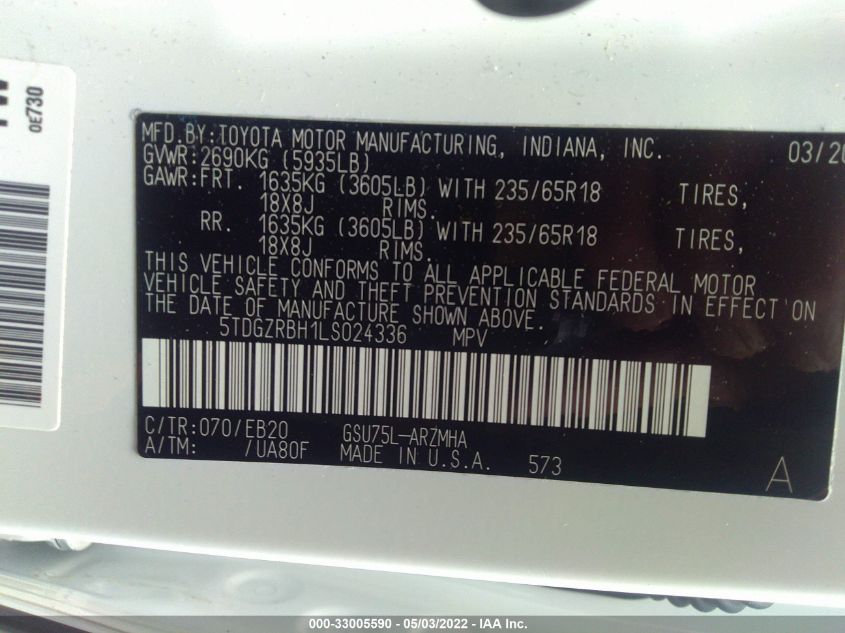 MFD.BY:TOYOTA MOTOR MANUFACTURING, INDIANA, INC. 03/20
GVWR:2690KG (5935LB)
GAWR:FRT. 1635KG (3605LB) WITH 235/65R18 TIRES,
18X8J RIMS.
RR. 1635KG (3605LB) WITH 235/65R18 TIRES,
18X8J RIMS.
THIS VEHICLE CONFORMS TO ALL APPLICABLE FEDERAL MOTOR
VEHICLE SAFETY AND THEFT PREVENTION STANDARDS IN EFFECT ON
THE DATE OF MANUFACTURE SHOWN ABOVE.
5TDGZRBH1LS024336 MPV
C/TR:070/EB20 GSU75L-ARZMHA
A/TM: /UA80F MADE IN U.S.A. 573
A
0E730
000-33005590 - 05/03/2022 - IAA Inc.